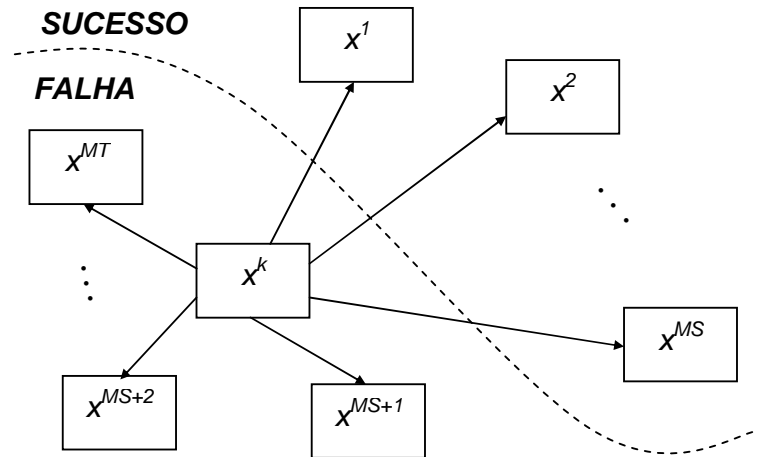 SUCESSO
x^1
FALHA
x^2
x^MT
x^k
x^MS
x^MS+2
x^MS+1